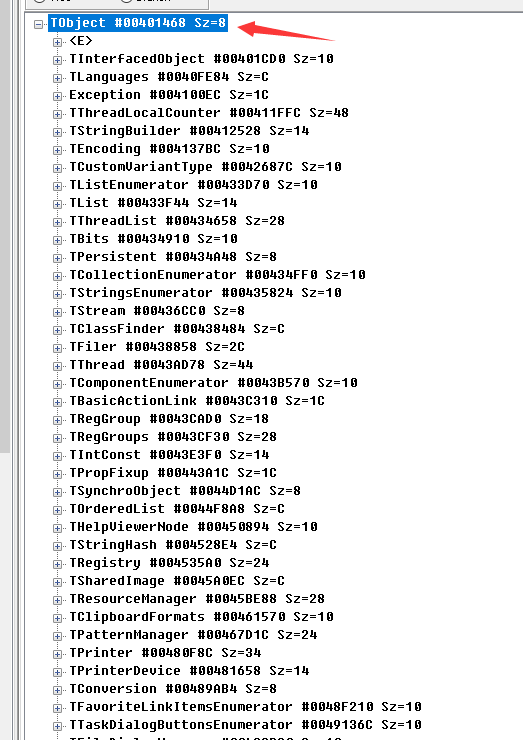 TObject #00401468 Sz=8
<E>
TInterfacedObject #00401CD0 Sz=10
TLanguages #0040FE84 Sz=C
Exception #004100EC Sz=1C
TThreadLocalCounter #00411FFC Sz=48
TStringBuilder #00412528 Sz=14
TEncoding #004137BC Sz=10
TCustomVariantType #0042687C Sz=10
TListEnumerator #00433D70 Sz=10
TList #00433F44 Sz=14
TThreadList #00434658 Sz=28
TBits #00434910 Sz=10
TPersistent #00434A48 Sz=8
TCollectionEnumerator #00434FF0 Sz=10
TStringsEnumerator #00435824 Sz=10
TStream #00436CC0 Sz=8
TClassFinder #00438484 Sz=C
TFiler #00438858 Sz=2C
TThread #0043AD78 Sz=44
TComponentEnumerator #0043B570 Sz=10
TBasicActionLink #0043C310 Sz=1C
TRegGroup #0043CAD0 Sz=18
TRegGroups #0043CF30 Sz=28
TIntConst #0043E3F0 Sz=14
TPropFixup #00443A1C Sz=1C
TSynchroObject #0044D1AC Sz=8
TOrderedList #0044F8A8 Sz=C
THelpViewerNode #00450894 Sz=10
TStringHash #004528E4 Sz=C
TRegistry #004535A0 Sz=24
TSharedImage #0045A0EC Sz=C
TResourceManager #0045BE88 Sz=28
TClipboardFormats #00461570 Sz=10
TPatternManager #00467D1C Sz=24
TPrinter #00480F8C Sz=34
TPrinterDevice #00481658 Sz=14
TConversion #00489AB4 Sz=8
TFavoriteLinkItemsEnumerator #0048F210 Sz=10
TTaskDialogButtonsEnumerator #0049136C Sz=10